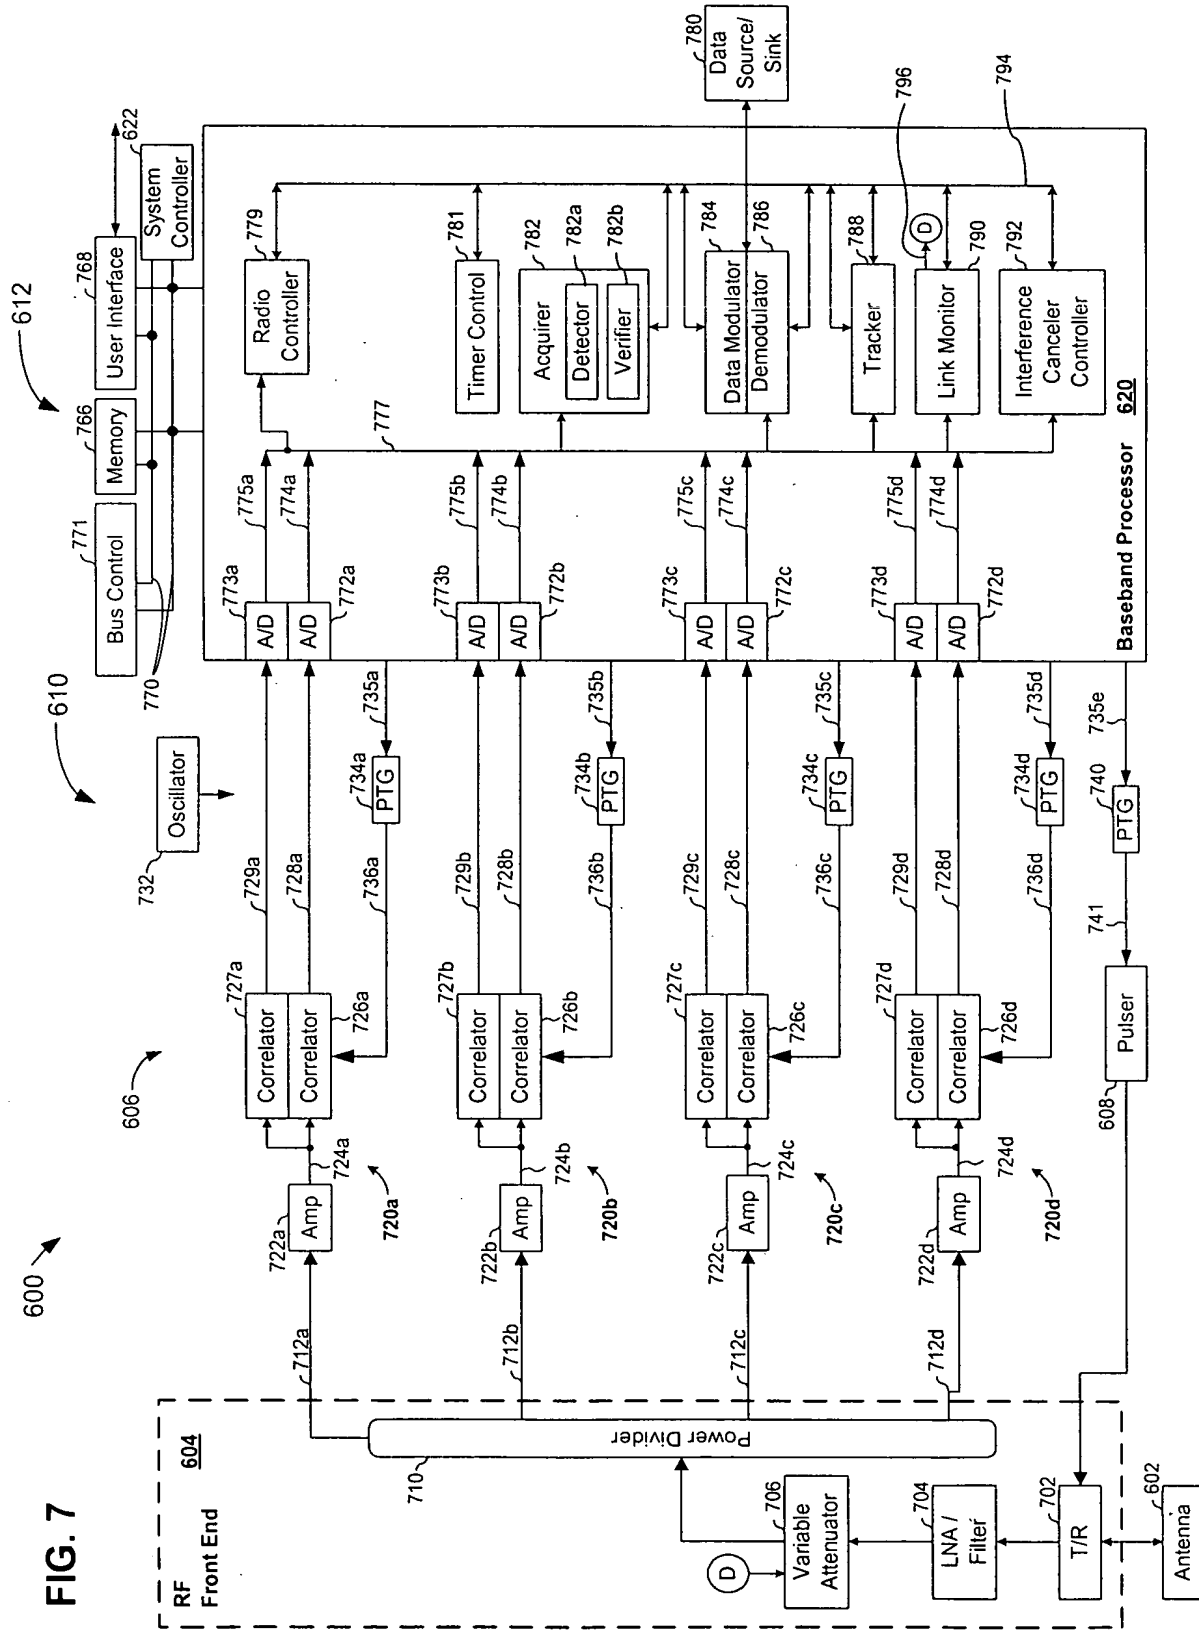 FIG. 7
600
610
612
606
RF
Front End
604
Antenna
602
T/R
702
LNA /
Filter
704
Variable
Attenuator
706
D
Power Divider
710
712a
712b
712c
712d
Amp
722a
724a
720a
Correlator
Correlator
727a
726a
729a
728a
736a
PTG
734a
735a
A/D
A/D
773a
772a
775a
774a
Amp
722b
724b
720b
Correlator
Correlator
727b
726b
729b
728b
736b
PTG
734b
735b
A/D
A/D
773b
772b
775b
774b
Amp
722c
724c
720c
Correlator
Correlator
727c
726c
729c
728c
736c
PTG
734c
735c
A/D
A/D
773c
772c
775c
774c
Amp
722d
724d
720d
Correlator
Correlator
727d
726d
729d
728d
736d
PTG
734d
735d
A/D
A/D
773d
772d
775d
774d
Pulser
608
741
PTG
740
735e
Oscillator
732
Bus Control
771
770
Memory
766
User Interface
768
System
Controller
622
Baseband Processor
620
777
Radio
Controller
779
Timer Control
781
Acquirer
782
Detector
782a
Verifier
782b
Data Modulator
784
Demodulator
786
Tracker
788
Link Monitor
790
D
796
Interference
Canceler
Controller
792
794
Data
Source/
Sink
780